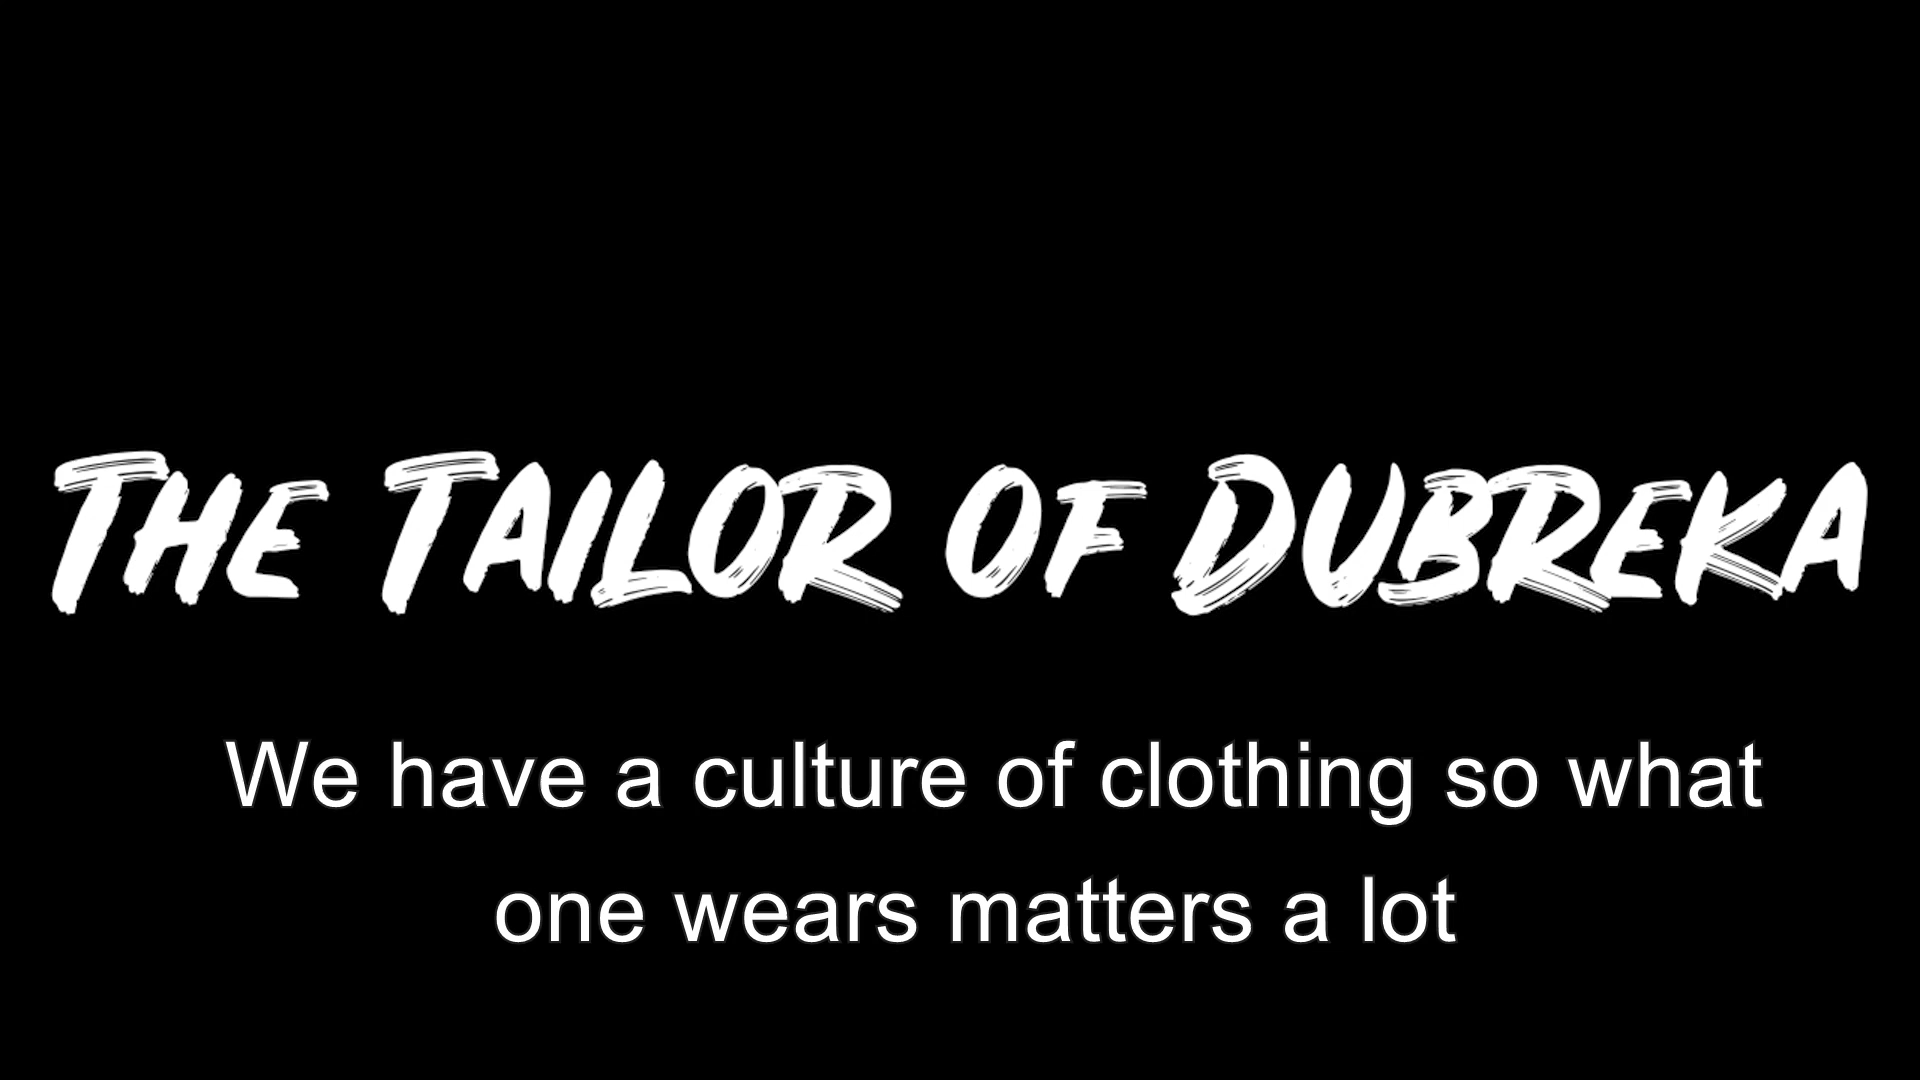 THE TAILOR OF DUBREKA
We have a culture of clothing so what
one wears matters a lot